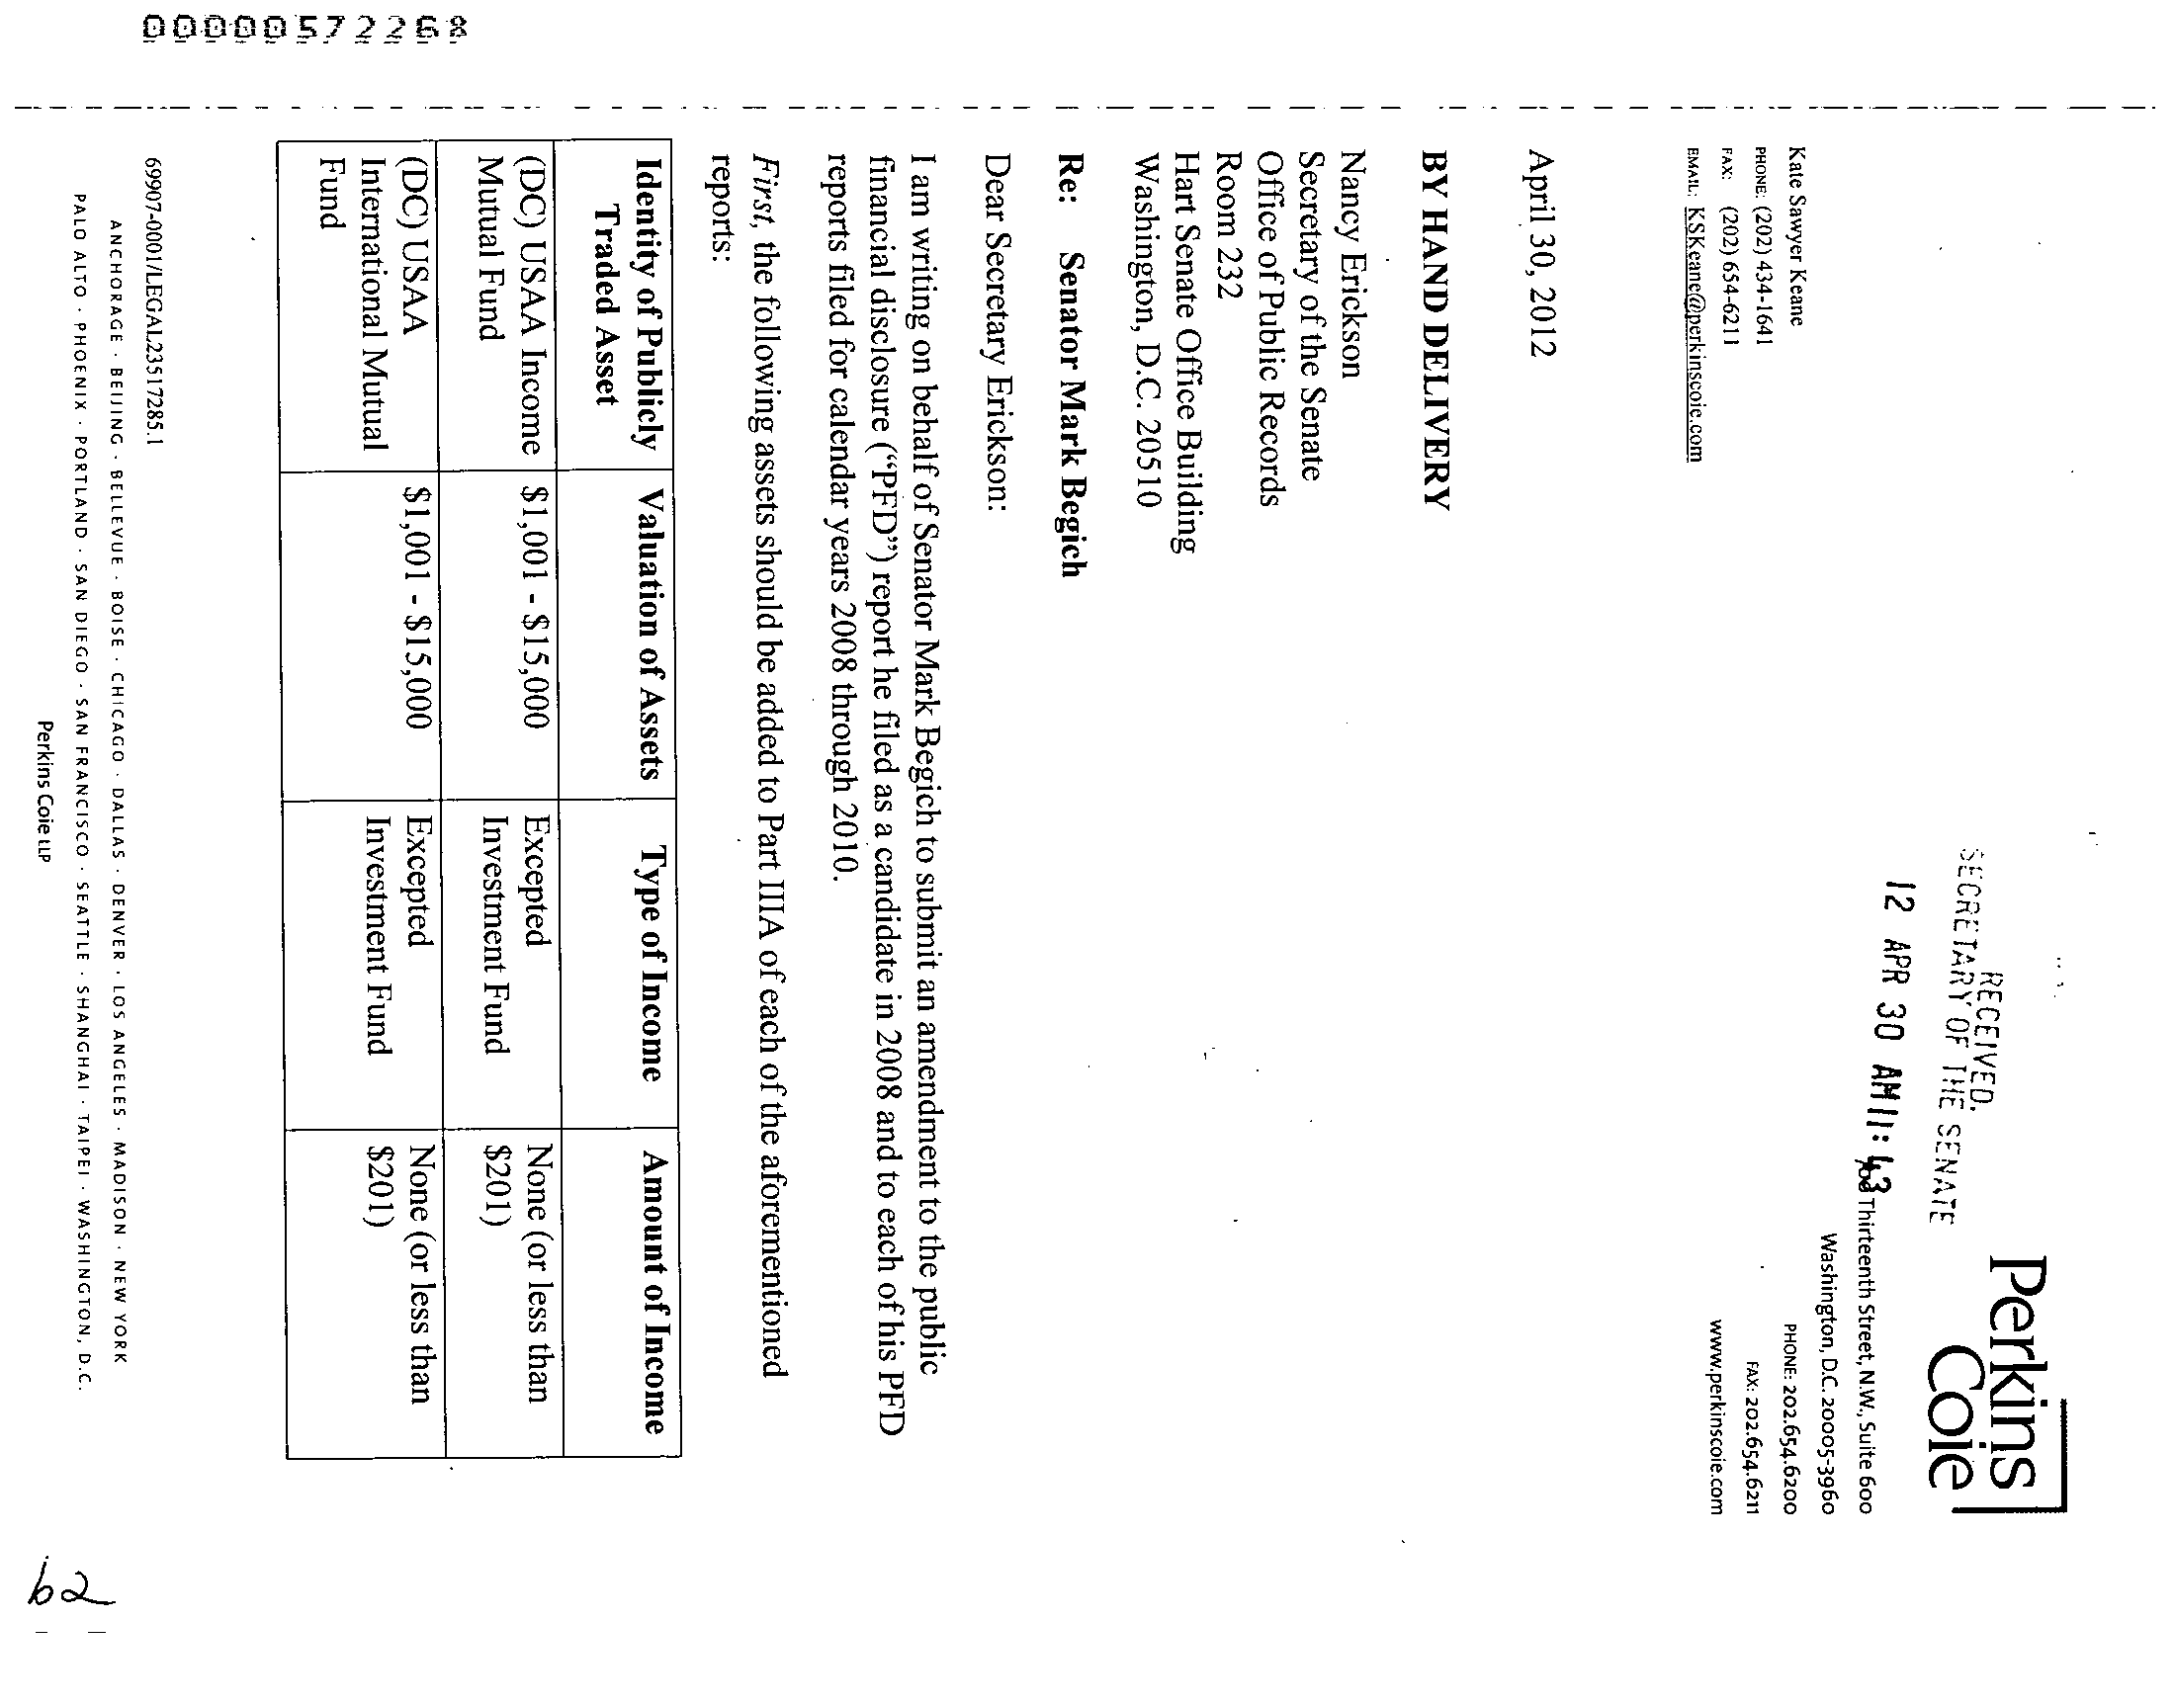 00000572268
RECEIVED.
SECRETARY OF THE SENATE
12 APR 30 AM 11:43
Perkins
Coie
Thirteenth Street, N.W., Suite 600
Washington, D.C. 20005-3960
PHONE: 202.654.6200
FAX: 202.654.6211
www.perkinscoie.com
Kate Sawyer Keane
PHONE: (202) 434-1641
FAX: (202) 654-6211
EMAIL: KSKeane@perkinscoie.com
April 30, 2012
BY HAND DELIVERY
Nancy Erickson
Secretary of the Senate
Office of Public Records
Room 232
Hart Senate Office Building
Washington, D.C. 20510
Re: Senator Mark Begich
Dear Secretary Erickson:
I am writing on behalf of Senator Mark Begich to submit an amendment to the public
financial disclosure (“PFD”) report he filed as a candidate in 2008 and to each of his PFD
reports filed for calendar years 2008 through 2010.
First, the following assets should be added to Part IIIA of each of the aforementioned
reports:
Identity of Publicly Traded Asset Valuation of Assets Type of Income Amount of Income
(DC) USAA Income Mutual Fund $1,001 - $15,000 Excepted Investment Fund None (or less than $201)
(DC) USAA International Mutual Fund $1,001 - $15,000 Excepted Investment Fund None (or less than $201)
69907-0001/LEGAL23517285.1
ANCHORAGE · BEIJING · BELLEVUE · BOISE · CHICAGO · DALLAS · DENVER · LOS ANGELES · MADISON · NEW YORK
PALO ALTO · PHOENIX · PORTLAND · SAN DIEGO · SAN FRANCISCO · SEATTLE · SHANGHAI · TAIPEI · WASHINGTON, D.C.
Perkins Coie LLP
b2